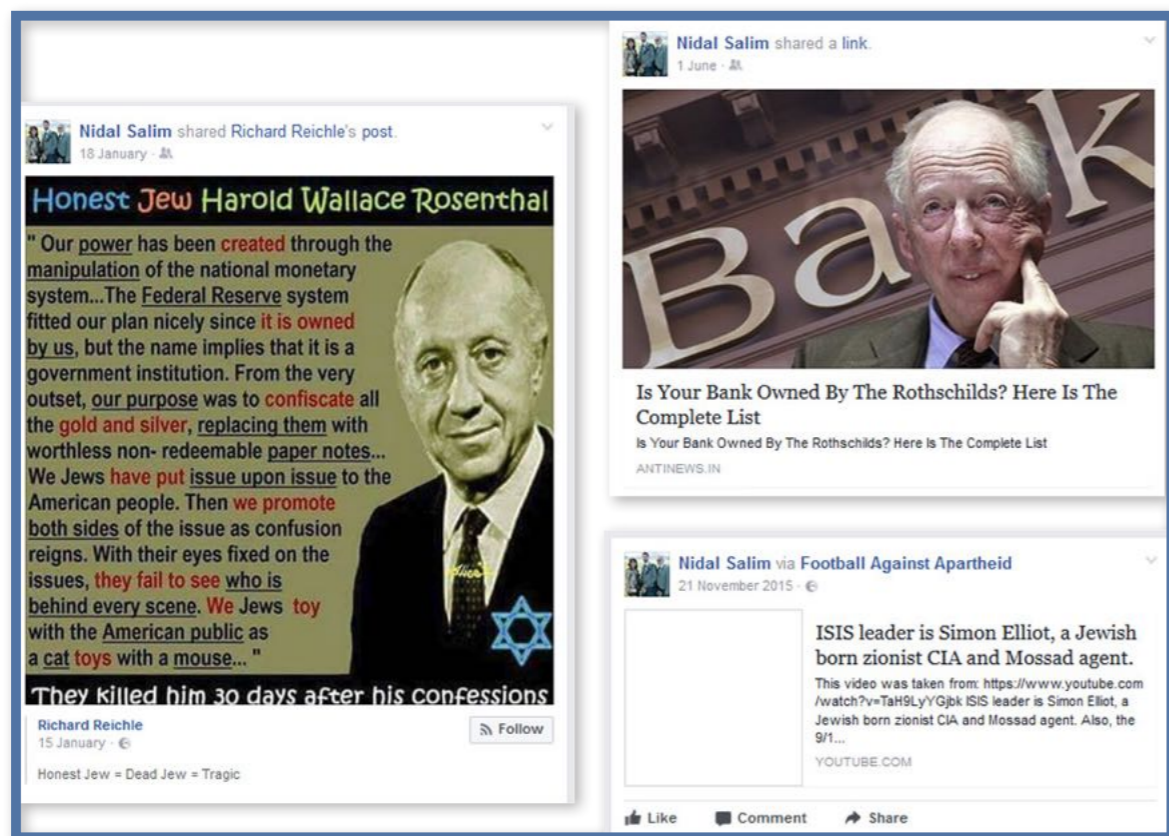 Nidal Salim shared Richard Reichle's post.
18 January
Honest Jew Harold Wallace Rosenthal
" Our power has been created through the
manipulation of the national monetary
system...The Federal Reserve system
fitted our plan nicely since it is owned
by us, but the name implies that it is a
government institution. From the very
outset, our purpose was to confiscate all
the gold and silver, replacing them with
worthless non- redeemable paper notes...
We Jews have put issue upon issue to the
American people. Then we promote
both sides of the issue as confusion
reigns. With their eyes fixed on the
issues, they fail to see who is
behind every scene. We Jews toy
with the American public as
a cat toys with a mouse... "
They killed him 30 days after his confessions
Richard Reichle
15 January
Follow
Honest Jew = Dead Jew = Tragic
Nidal Salim shared a link.
1 June
Bank
Is Your Bank Owned By The Rothschilds? Here Is The
Complete List
Is Your Bank Owned By The Rothschilds? Here Is The Complete List
ANTINEWS.IN
Nidal Salim via Football Against Apartheid
21 November 2015
ISIS leader is Simon Elliot, a Jewish
born zionist CIA and Mossad agent.
This video was taken from: https://www.youtube.com
/watch?v=TaH9LyYGjbk ISIS leader is Simon Elliot, a
Jewish born zionist CIA and Mossad agent. Also, the
9/1...
YOUTUBE.COM
Like Comment Share